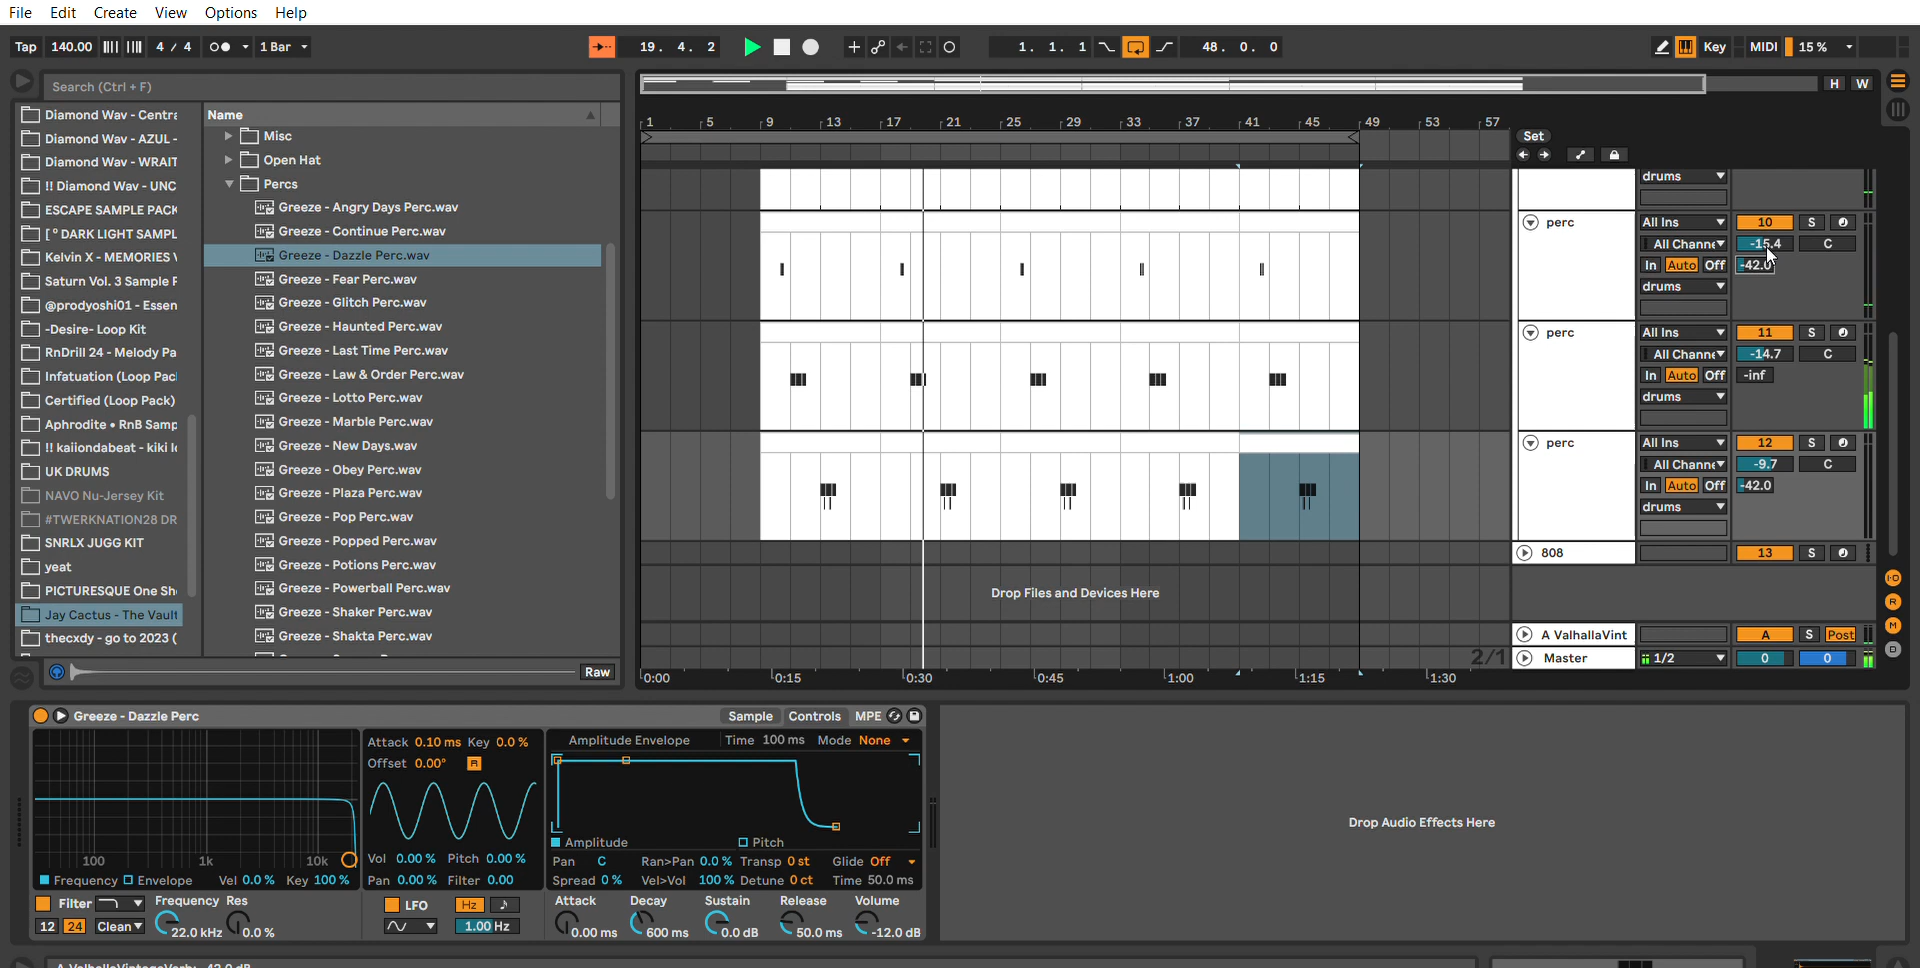 File Edit Create View Options Help
Tap 140.00 4 / 4 1 Bar 19. 4. 2 1. 1. 1 48. 0. 0 Key MIDI 15 %
Search (Ctrl + F) H W
Name
Diamond Wav - Centra
Diamond Wav - AZUL -
Diamond Wav - WRAIT
!! Diamond Wav - UNC
ESCAPE SAMPLE PACK
[ ° DARK LIGHT SAMPL
Kelvin X - MEMORIES V
Saturn Vol. 3 Sample F
@prodyoshi01 - Essen
-Desire- Loop Kit
RnDrill 24 - Melody Pa
Infatuation (Loop Pac
Certified (Loop Pack)
Aphrodite • RnB Samp
!! kaiiondabeat - kiki l
UK DRUMS
NAVO Nu-Jersey Kit
#TWERKNATION28 DR
SNRLX JUGG KIT
yeat
PICTURESQUE One Sh
Jay Cactus - The Vault
thecxdy - go to 2023 (
Misc
Open Hat
Percs
Greeze - Angry Days Perc.wav
Greeze - Continue Perc.wav
Greeze - Dazzle Perc.wav
Greeze - Fear Perc.wav
Greeze - Glitch Perc.wav
Greeze - Haunted Perc.wav
Greeze - Last Time Perc.wav
Greeze - Law & Order Perc.wav
Greeze - Lotto Perc.wav
Greeze - Marble Perc.wav
Greeze - New Days.wav
Greeze - Obey Perc.wav
Greeze - Plaza Perc.wav
Greeze - Pop Perc.wav
Greeze - Popped Perc.wav
Greeze - Potions Perc.wav
Greeze - Powerball Perc.wav
Greeze - Shaker Perc.wav
Greeze - Shakta Perc.wav
Raw
1 5 9 13 17 21 25 29 33 37 41 45 49 53 57
Set
drums
perc All Ins 10 S
All Channe -15.4 C
In Auto Off -42.0
drums
perc All Ins 11 S
All Channe -14.7 C
In Auto Off -inf
drums
perc All Ins 12 S
All Channe -9.7 C
In Auto Off -42.0
drums
808 13 S
Drop Files and Devices Here
A ValhallaVint A S Post
2/1 Master 1/2 0 0
0:00 0:15 0:30 0:45 1:00 1:15 1:30
I·O
R
M
D
Greeze - Dazzle Perc Sample Controls MPE
Attack 0.10 ms Key 0.0 %
Offset 0.00° R
Vol 0.00 % Pitch 0.00 %
Pan 0.00 % Filter 0.00
100 1k 10k
Frequency Envelope Vel 0.0 % Key 100 %
Filter Frequency Res
12 24 Clean 22.0 kHz 0.0 %
LFO Hz
1.00 Hz
Amplitude Envelope Time 100 ms Mode None
Amplitude Pitch
Pan C Ran>Pan 0.0 % Transp 0 st Glide Off
Spread 0 % Vel>Vol 100 % Detune 0 ct Time 50.0 ms
Attack Decay Sustain Release Volume
0.00 ms 600 ms 0.0 dB 50.0 ms -12.0 dB
Drop Audio Effects Here